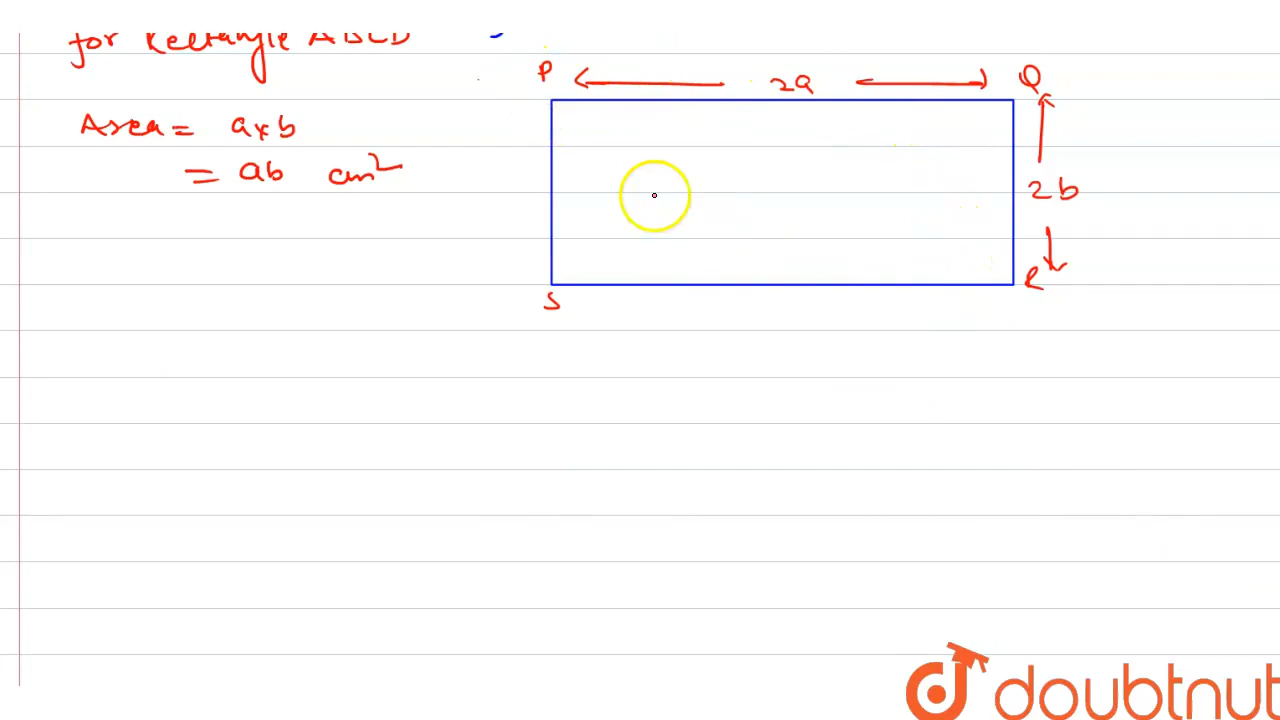 for Rectangle ABCD
P 2a Q
Area = a x b
= ab cm²
2b
S R
doubtnut